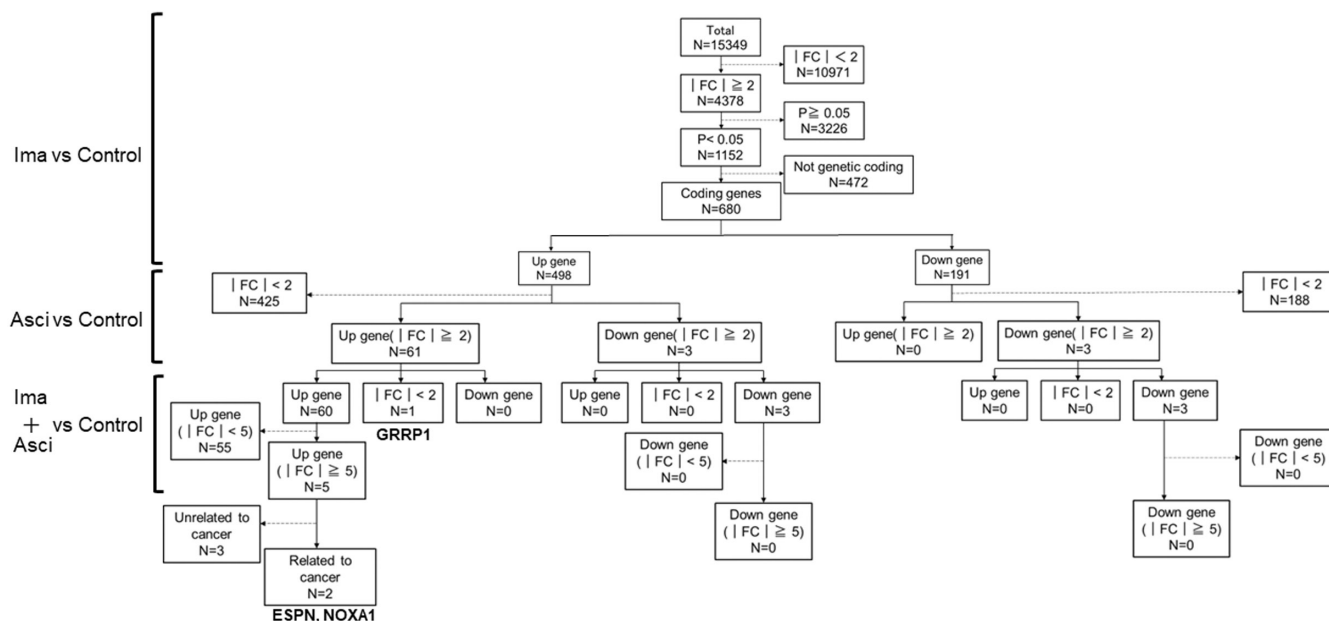 Total
N=15349
| FC | < 2
N=10971
| FC | ≧ 2
N=4378
P≧ 0.05
N=3226
P< 0.05
N=1152
Not genetic coding
N=472
Coding genes
N=680
Ima vs Control
Up gene
N=498
Down gene
N=191
| FC | < 2
N=425
| FC | < 2
N=188
Asci vs Control
Up gene( | FC | ≧ 2)
N=61
Down gene( | FC | ≧ 2)
N=3
Up gene( | FC | ≧ 2)
N=0
Down gene( | FC | ≧ 2)
N=3
Ima
+ vs Control
Asci
Up gene
N=60
| FC | < 2
N=1
Down gene
N=0
GRRP1
Up gene
N=0
| FC | < 2
N=0
Down gene
N=3
Up gene
N=0
| FC | < 2
N=0
Down gene
N=3
Up gene
( | FC | < 5)
N=55
Up gene
( | FC | ≧ 5)
N=5
Down gene
( | FC | < 5)
N=0
Down gene
( | FC | < 5)
N=0
Down gene
( | FC | ≧ 5)
N=0
Down gene
( | FC | ≧ 5)
N=0
Unrelated to
cancer
N=3
Related to
cancer
N=2
ESPN, NOXA1